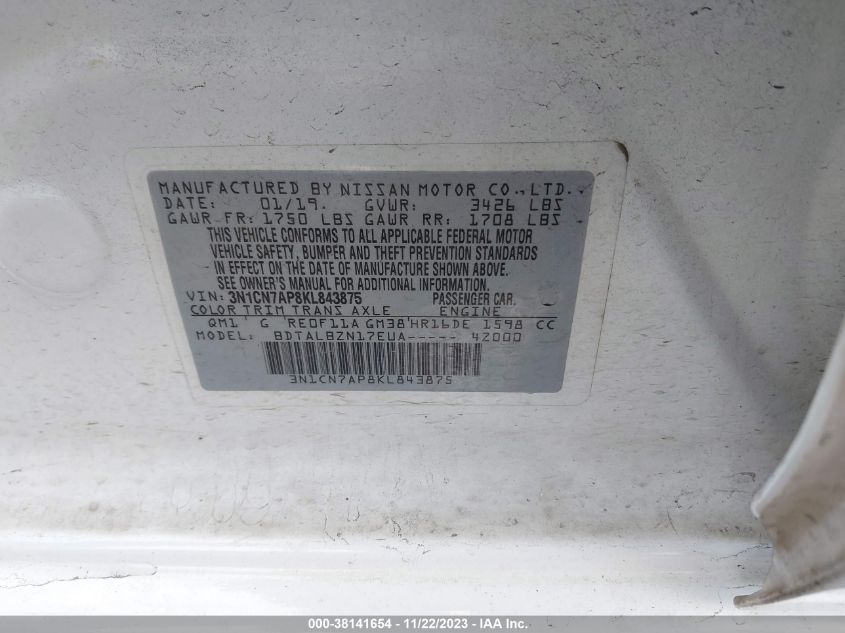 MANUFACTURED BY NISSAN MOTOR CO., LTD.
DATE: 01/19. GVWR: 3426 LBS
GAWR FR: 1750 LBS GAWR RR: 1708 LBS
THIS VEHICLE CONFORMS TO ALL APPLICABLE FEDERAL MOTOR
VEHICLE SAFETY, BUMPER AND THEFT PREVENTION STANDARDS
IN EFFECT ON THE DATE OF MANUFACTURE SHOWN ABOVE.
SEE OWNER'S MANUAL FOR ADDITIONAL INFORMATION.
VIN: 3N1CN7AP8KL843875 PASSENGER CAR.
COLOR TRIM TRANS AXLE ENGINE
QM1 G RE0F11A GM38 HR16DE 1598 CC
MODEL: BDTALBZN17EUA----- 42000
3N1CN7AP8KL843875
000-38141654 - 11/22/2023 - IAA Inc.